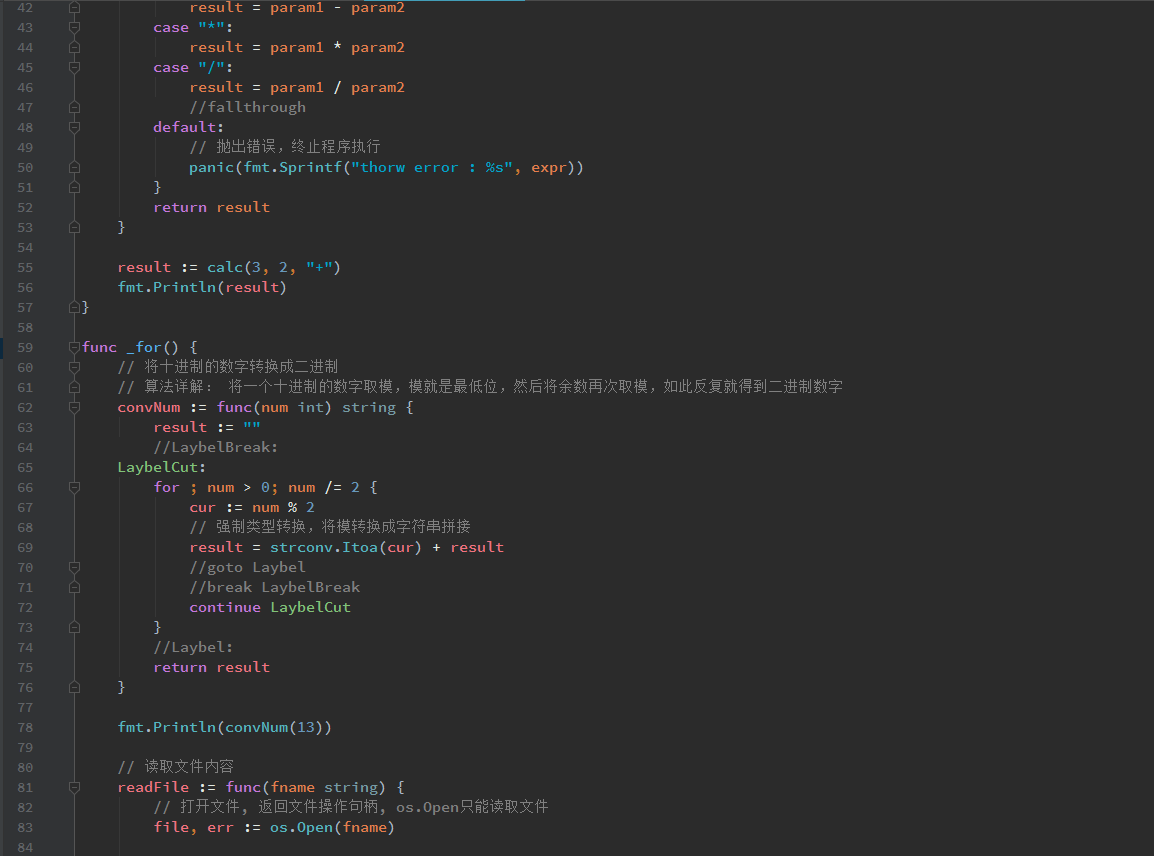 42 result = param1 - param2
43 case "*":
44 result = param1 * param2
45 case "/":
46 result = param1 / param2
47 //fallthrough
48 default:
49 // 抛出错误，终止程序执行
50 panic(fmt.Sprintf("thorw error : %s", expr))
51 }
52 return result
53 }
54
55 result := calc(3, 2, "+")
56 fmt.Println(result)
57 }
58
59 func _for() {
60 // 将十进制的数字转换成二进制
61 // 算法详解： 将一个十进制的数字取模，模就是最低位，然后将余数再次取模，如此反复就得到二进制数字
62 convNum := func(num int) string {
63 result := ""
64 //LaybelBreak:
65 LaybelCut:
66 for ; num > 0; num /= 2 {
67 cur := num % 2
68 // 强制类型转换，将模转换成字符串拼接
69 result = strconv.Itoa(cur) + result
70 //goto Laybel
71 //break LaybelBreak
72 continue LaybelCut
73 }
74 //Laybel:
75 return result
76 }
77
78 fmt.Println(convNum(13))
79
80 // 读取文件内容
81 readFile := func(fname string) {
82 // 打开文件, 返回文件操作句柄, os.Open只能读取文件
83 file, err := os.Open(fname)
84